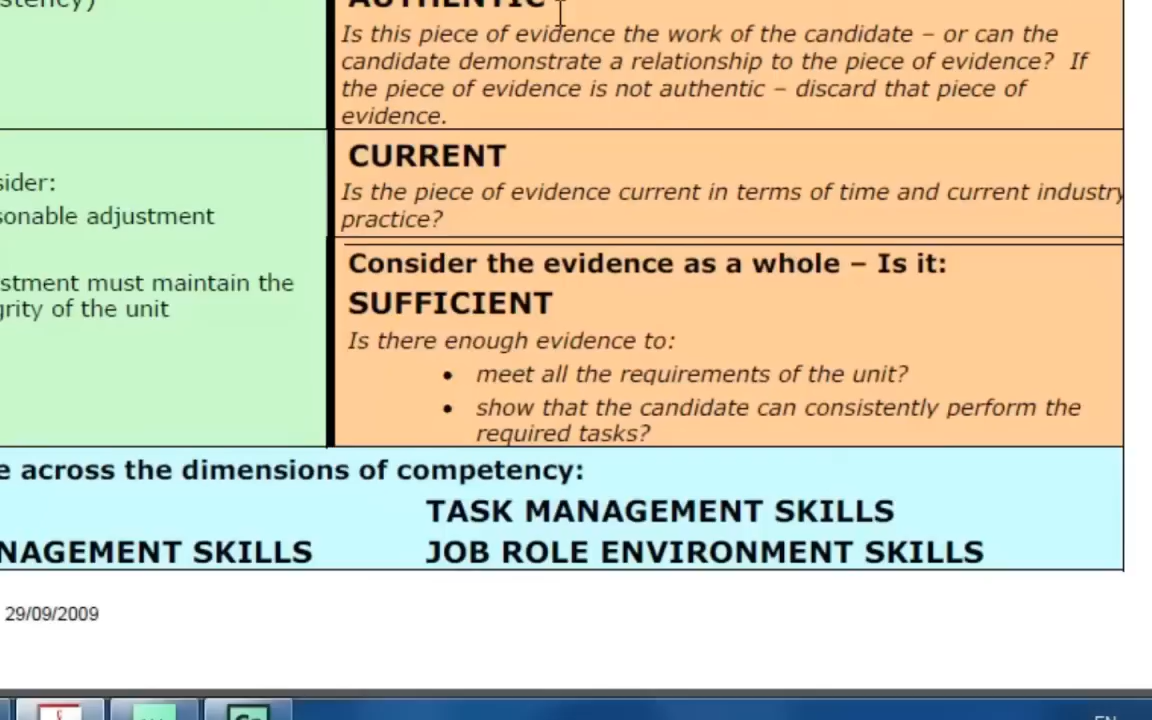 stency)
AUTHENTIC
Is this piece of evidence the work of the candidate – or can the
candidate demonstrate a relationship to the piece of evidence? If
the piece of evidence is not authentic – discard that piece of
evidence.
sider:
sonable adjustment
stment must maintain the
grity of the unit
CURRENT
Is the piece of evidence current in terms of time and current industry
practice?
Consider the evidence as a whole – Is it:
SUFFICIENT
Is there enough evidence to:
• meet all the requirements of the unit?
• show that the candidate can consistently perform the
required tasks?
e across the dimensions of competency:
TASK MANAGEMENT SKILLS
NAGEMENT SKILLS JOB ROLE ENVIRONMENT SKILLS
29/09/2009
EN